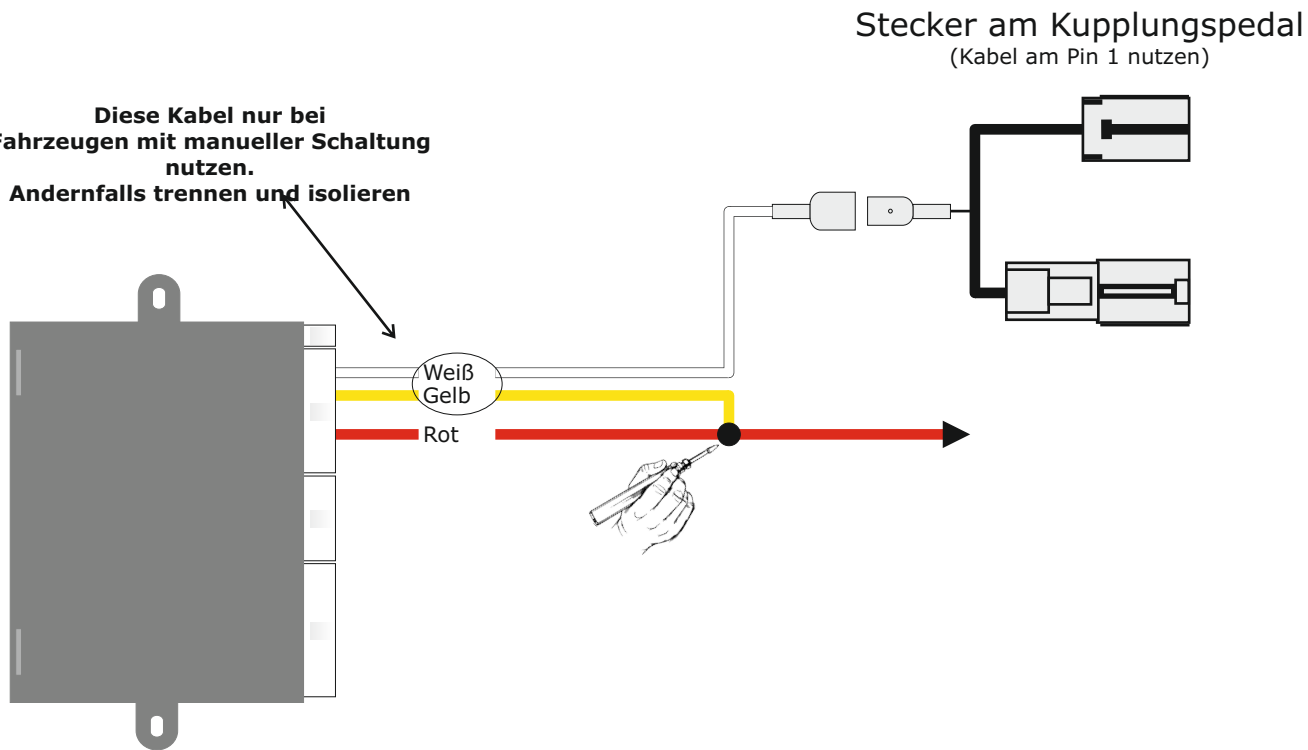 Stecker am Kupplungspedal
(Kabel am Pin 1 nutzen)
Diese Kabel nur bei
Fahrzeugen mit manueller Schaltung
nutzen.
Andernfalls trennen und isolieren
Weiß
Gelb
Rot